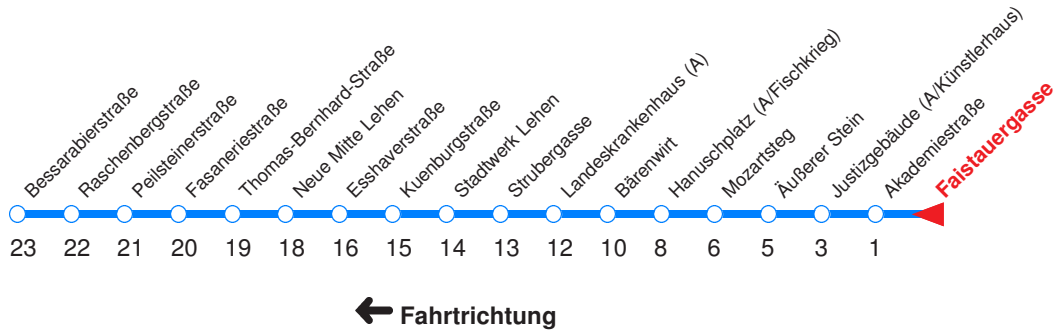 Bessarabierstraße
Raschenbergstraße
Peilsteinerstraße
Fasaneriestraße
Thomas-Bernhard-Straße
Neue Mitte Lehen
Esshaverstraße
Kuenburgstraße
Stadtwerk Lehen
Strubergasse
Landeskrankenhaus (A)
Bärenwirt
Hanuschplatz (A/Fischkrieg)
Mozartsteg
Äußerer Stein
Justizgebäude (A/Künstlerhaus)
Akademiestraße
Faistauergasse
23 22 21 20 19 18 16 15 14 13 12 10 8 6 5 3 1
Fahrtrichtung